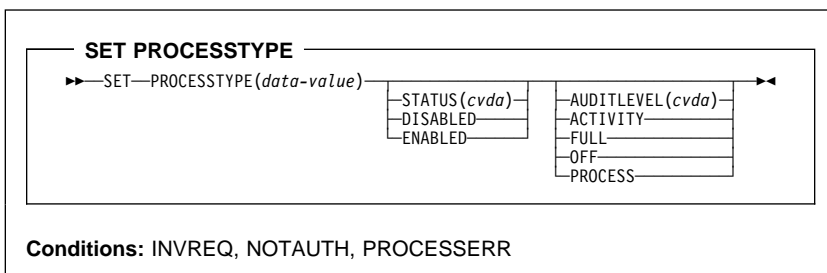 SET PROCESSTYPE
►►─SET─PROCESSTYPE(data-value)─►◄
STATUS(cvda) AUDITLEVEL(cvda)
DISABLED ACTIVITY
ENABLED FULL
OFF
PROCESS
Conditions: INVREQ, NOTAUTH, PROCESSERR